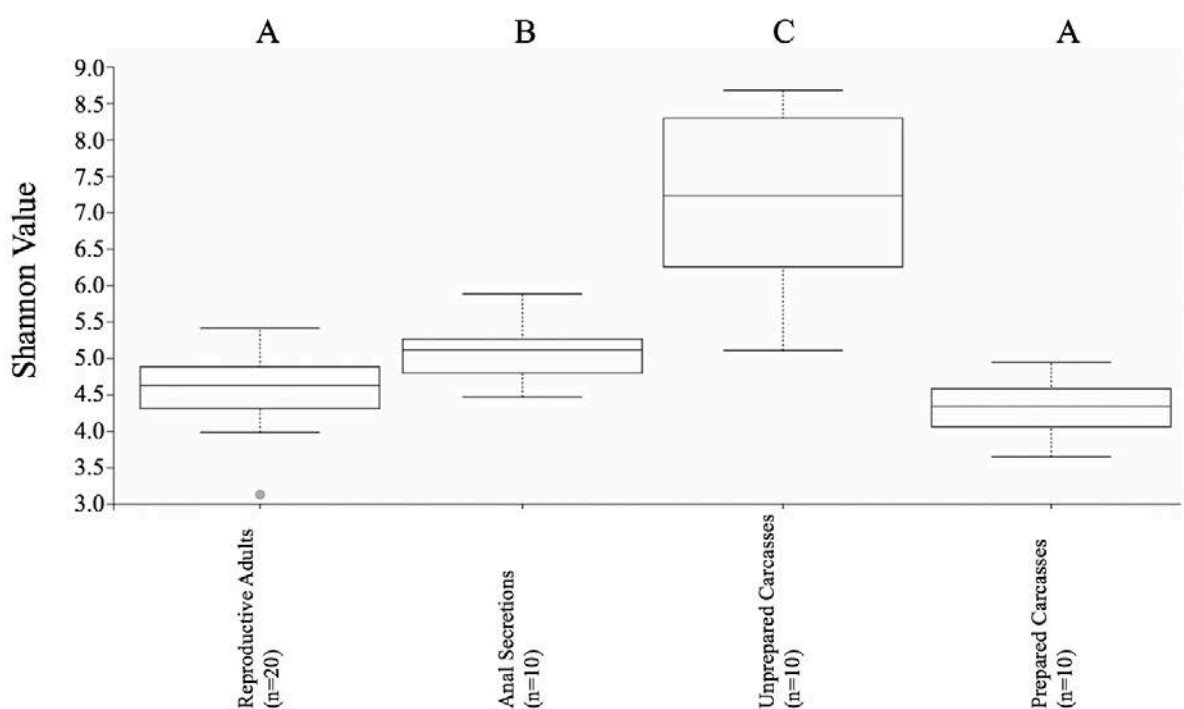 A B C A
Shannon Value
9.0
8.5
8.0
7.5
7.0
6.5
6.0
5.5
5.0
4.5
4.0
3.5
3.0
Reproductive Adults
(n=20)
Anal Secretions
(n=10)
Unprepared Carcasses
(n=10)
Prepared Carcasses
(n=10)